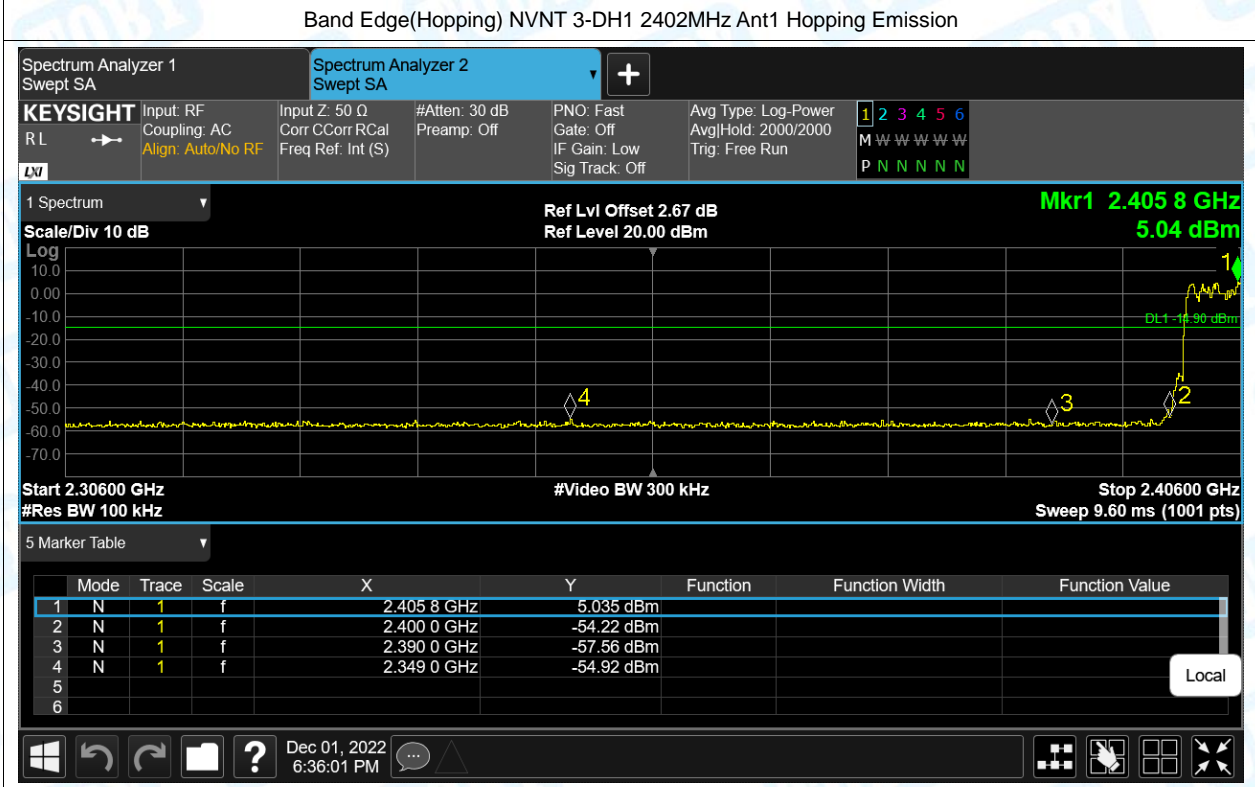 Band Edge(Hopping) NVNT 3-DH1 2402MHz Ant1 Hopping Emission
Spectrum Analyzer 1
Swept SA
Spectrum Analyzer 2
Swept SA
KEYSIGHT
R L
LXI
Input: RF
Coupling: AC
Align: Auto/No RF
Input Z: 50 Ω
Corr CCorr RCal
Freq Ref: Int (S)
#Atten: 30 dB
Preamp: Off
PNO: Fast
Gate: Off
IF Gain: Low
Sig Track: Off
Avg Type: Log-Power
Avg|Hold: 2000/2000
Trig: Free Run
1 2 3 4 5 6
M W W W W W
P N N N N N
1 Spectrum
Scale/Div 10 dB
Ref Lvl Offset 2.67 dB
Ref Level 20.00 dBm
Mkr1 2.405 8 GHz
5.04 dBm
Log
10.0
0.00
-10.0
-20.0
-30.0
-40.0
-50.0
-60.0
-70.0
1
DL1 -14.90 dBm
4
3
2
Start 2.30600 GHz
#Video BW 300 kHz
Stop 2.40600 GHz
#Res BW 100 kHz
Sweep 9.60 ms (1001 pts)
5 Marker Table
Mode Trace Scale X Y Function Function Width Function Value
1 N 1 f 2.405 8 GHz 5.035 dBm
2 N 1 f 2.400 0 GHz -54.22 dBm
3 N 1 f 2.390 0 GHz -57.56 dBm
4 N 1 f 2.349 0 GHz -54.92 dBm
5
6
Local
?
Dec 01, 2022
6:36:01 PM